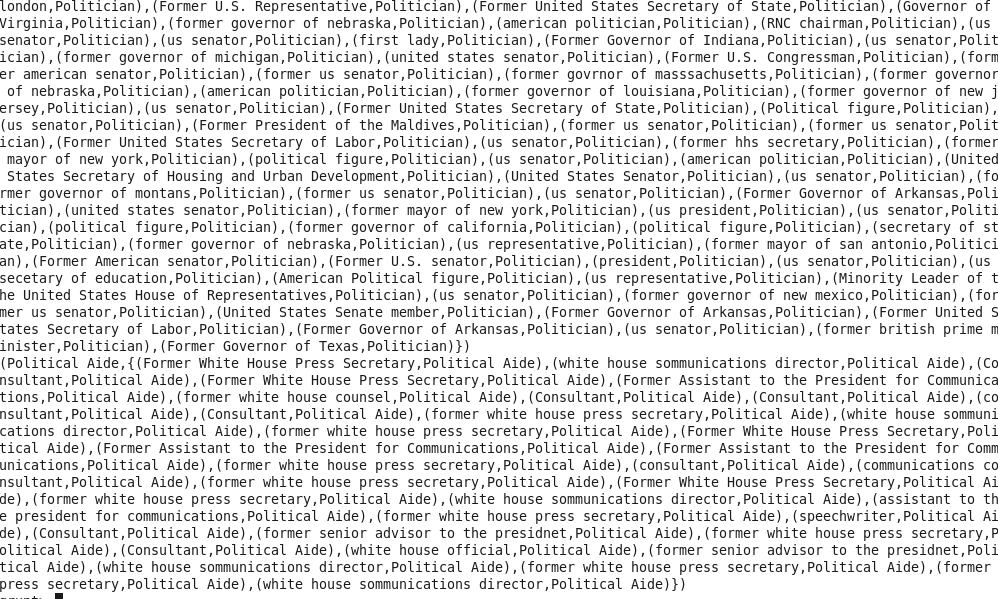 london,Politician),(Former U.S. Representative,Politician),(Former United States Secretary of State,Politician),(Governor of
Virginia,Politician),(former governor of nebraska,Politician),(american politician,Politician),(RNC chairman,Politician),(us
senator,Politician),(us senator,Politician),(first lady,Politician),(Former Governor of Indiana,Politician),(us senator,Polit
ician),(former governor of michigan,Politician),(united states senator,Politician),(Former U.S. Congressman,Politician),(form
er american senator,Politician),(former us senator,Politician),(former govrnor of masssachusetts,Politician),(former governor
of nebraska,Politician),(american politician,Politician),(former governor of louisiana,Politician),(former governor of new j
ersey,Politician),(us senator,Politician),(Former United States Secretary of State,Politician),(Political figure,Politician),
(us senator,Politician),(Former President of the Maldives,Politician),(former us senator,Politician),(former us senator,Polit
ician),(Former United States Secretary of Labor,Politician),(us senator,Politician),(former hhs secretary,Politician),(former
mayor of new york,Politician),(political figure,Politician),(us senator,Politician),(american politician,Politician),(United
States Secretary of Housing and Urban Development,Politician),(United States Senator,Politician),(us senator,Politician),(fo
rmer governor of montans,Politician),(former us senator,Politician),(us senator,Politician),(Former Governor of Arkansas,Poli
tician),(united states senator,Politician),(former mayor of new york,Politician),(us president,Politician),(us senator,Politi
cian),(political figure,Politician),(former governor of california,Politician),(political figure,Politician),(secretary of st
ate,Politician),(former governor of nebraska,Politician),(us representative,Politician),(former mayor of san antonio,Politici
an),(Former American senator,Politician),(Former U.S. senator,Politician),(president,Politician),(us senator,Politician),(us
secretary of education,Politician),(American Political figure,Politician),(us representative,Politician),(Minority Leader of t
he United States House of Representatives,Politician),(us senator,Politician),(former governor of new mexico,Politician),(for
mer us senator,Politician),(United States Senate member,Politician),(Former Governor of Arkansas,Politician),(Former United S
tates Secretary of Labor,Politician),(Former Governor of Arkansas,Politician),(us senator,Politician),(former british prime m
inister,Politician),(Former Governor of Texas,Politician)})
(Political Aide,{(Former White House Press Secretary,Political Aide),(white house sommunications director,Political Aide),(Co
nsultant,Political Aide),(Former White House Press Secretary,Political Aide),(Former Assistant to the President for Communica
tions,Political Aide),(former white house counsel,Political Aide),(Consultant,Political Aide),(Consultant,Political Aide),(co
nsultant,Political Aide),(Consultant,Political Aide),(former white house press secretary,Political Aide),(white house sommuni
cations director,Political Aide),(former white house press secretary,Political Aide),(Former White House Press Secretary,Poli
tical Aide),(Former Assistant to the President for Communications,Political Aide),(Former Assistant to the President for Comm
unications,Political Aide),(former white house press secretary,Political Aide),(consultant,Political Aide),(communications co
nsultant,Political Aide),(former white house press secretary,Political Aide),(Former White House Press Secretary,Political Ai
de),(former white house press secretary,Political Aide),(white house sommunications director,Political Aide),(assistant to th
e president for communications,Political Aide),(former white house press secretary,Political Aide),(speechwriter,Political Ai
de),(Consultant,Political Aide),(former senior advisor to the presidnet,Political Aide),(former white house press secretary,P
olitical Aide),(Consultant,Political Aide),(white house official,Political Aide),(former senior advisor to the presidnet,Poli
tical Aide),(white house sommunications director,Political Aide),(former white house press secretary,Political Aide),(former
press secretary,Political Aide),(white house sommunications director,Political Aide)})